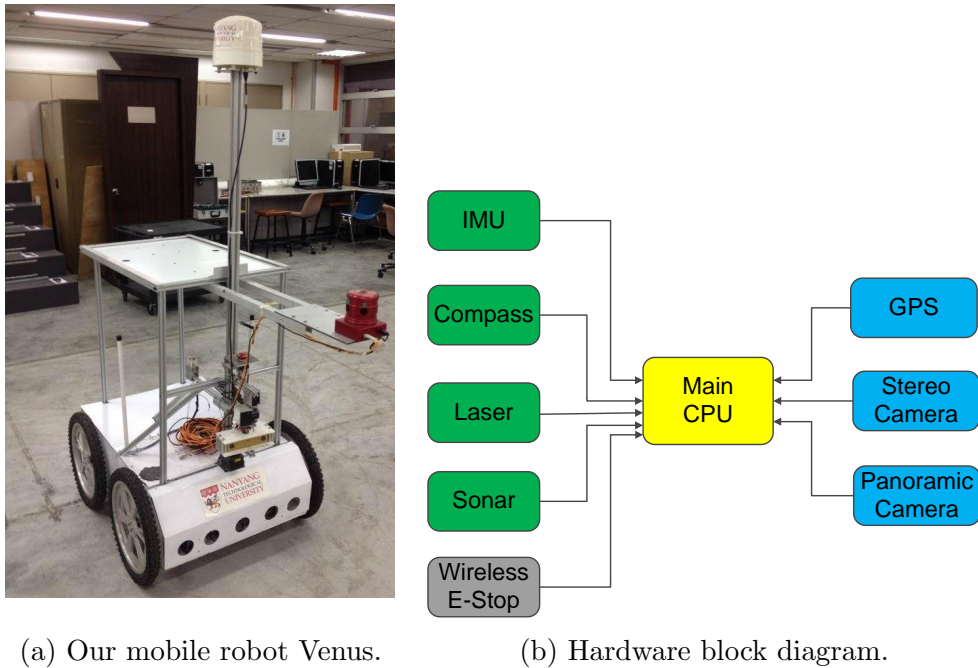 NANYANG
NANYANG
TECHNOLOGICAL
UNIVERSITY
IMU
Compass
Laser
Sonar
Wireless
E-Stop
Main
CPU
GPS
Stereo
Camera
Panoramic
Camera
(a) Our mobile robot Venus.
(b) Hardware block diagram.